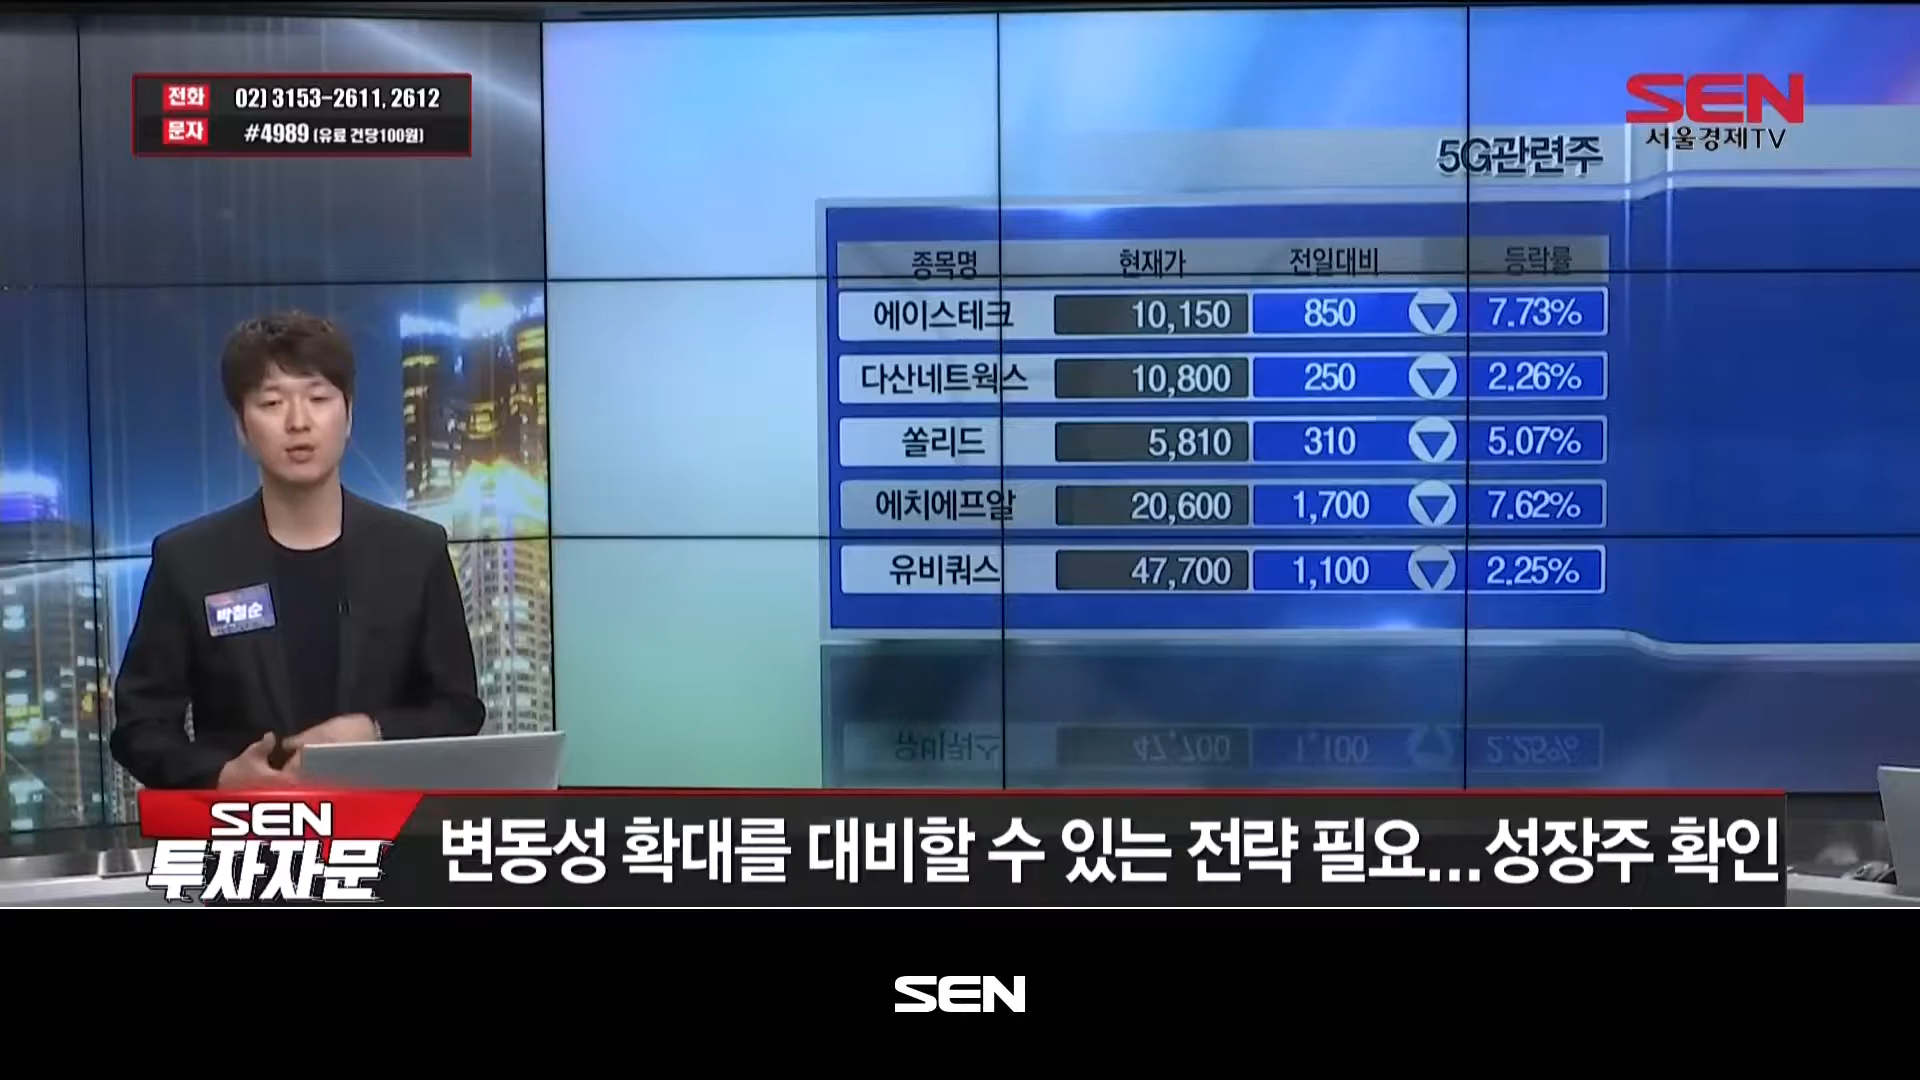 전화 02) 3153-2611, 2612
문자 #4989 (유료 건당100원)
SEN
서울경제TV
5G관련주
종목명 현재가 전일대비 등락률
에이스테크 10,150 850 ▼ 7.73%
다산네트웍스 10,800 250 ▼ 2.26%
쏠리드 5,810 310 ▼ 5.07%
에치에프알 20,600 1,700 ▼ 7.62%
유비쿼스 47,700 1,100 ▼ 2.25%
박철순
SEN
투자자문
변동성 확대를 대비할 수 있는 전략 필요...성장주 확인
SEN